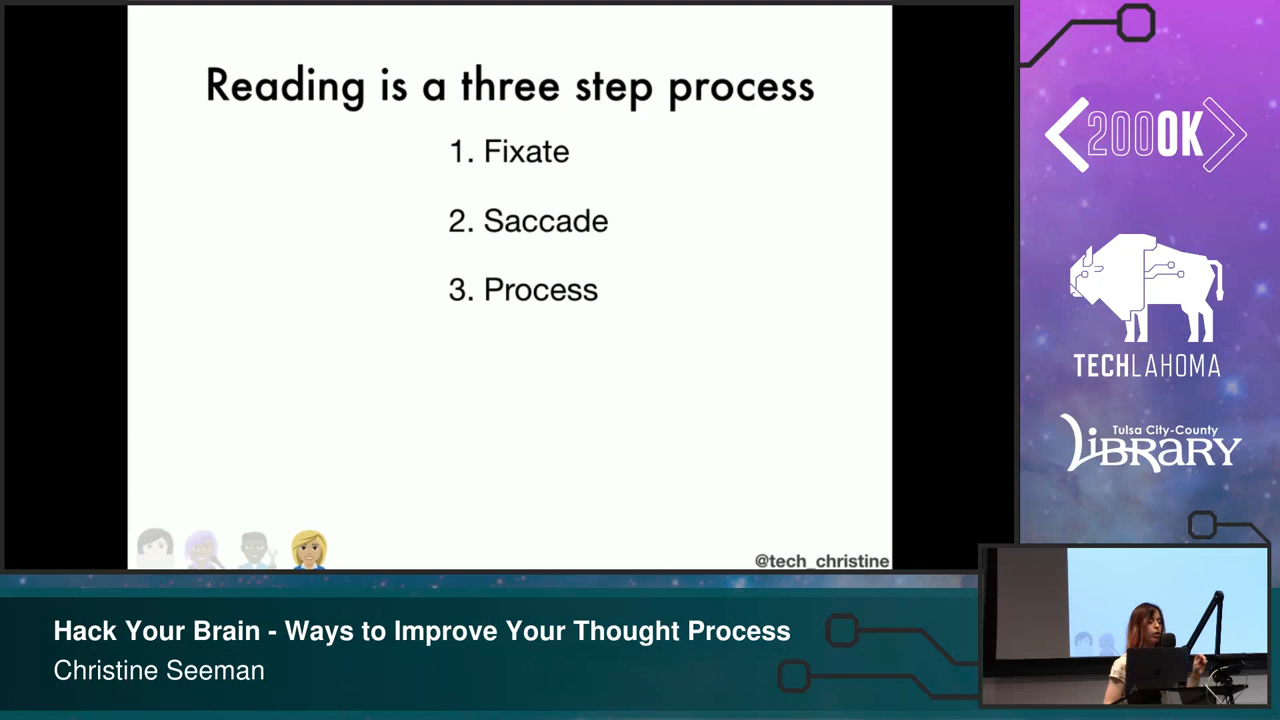 Reading is a three step process
1. Fixate
2. Saccade
3. Process
@tech_christine
<200OK>
TECHLAHOMA
Tulsa City-County
LIBRARY
Hack Your Brain - Ways to Improve Your Thought Process
Christine Seeman